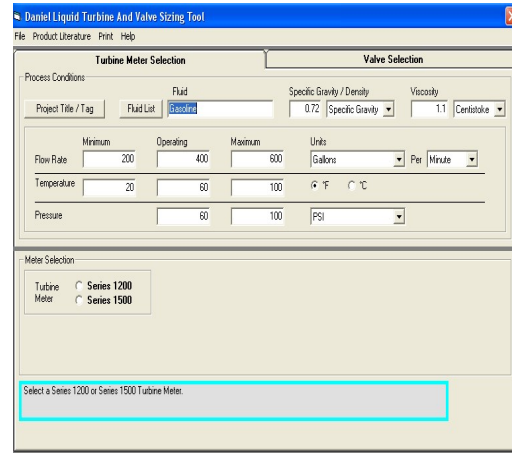 Daniel Liquid Turbine And Valve Sizing Tool
File Product Literature Print Help
Turbine Meter Selection Valve Selection
Process Conditions
Fluid Specific Gravity / Density Viscosity
Project Title / Tag Fluid List Gasoline 0.72 Specific Gravity 1.1 Centistoke
Minimum Operating Maximum Units
Flow Rate 200 400 600 Gallons Per Minute
Temperature 20 60 100 °F °C
Pressure 60 100 PSI
Meter Selection
Turbine Meter Series 1200
Series 1500
Select a Series 1200 or Series 1500 Turbine Meter.